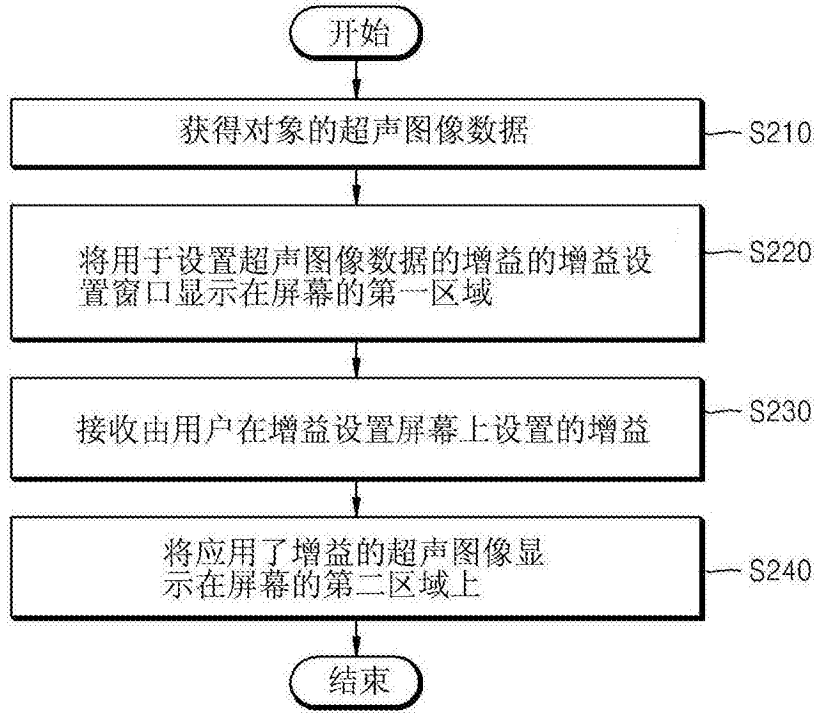 开始
获得对象的超声图像数据
S210
将用于设置超声图像数据的增益的增益设
置窗口显示在屏幕的第一区域
S220
接收由用户在增益设置屏幕上设置的增益
S230
将应用了增益的超声图像显
示在屏幕的第二区域上
S240
结束